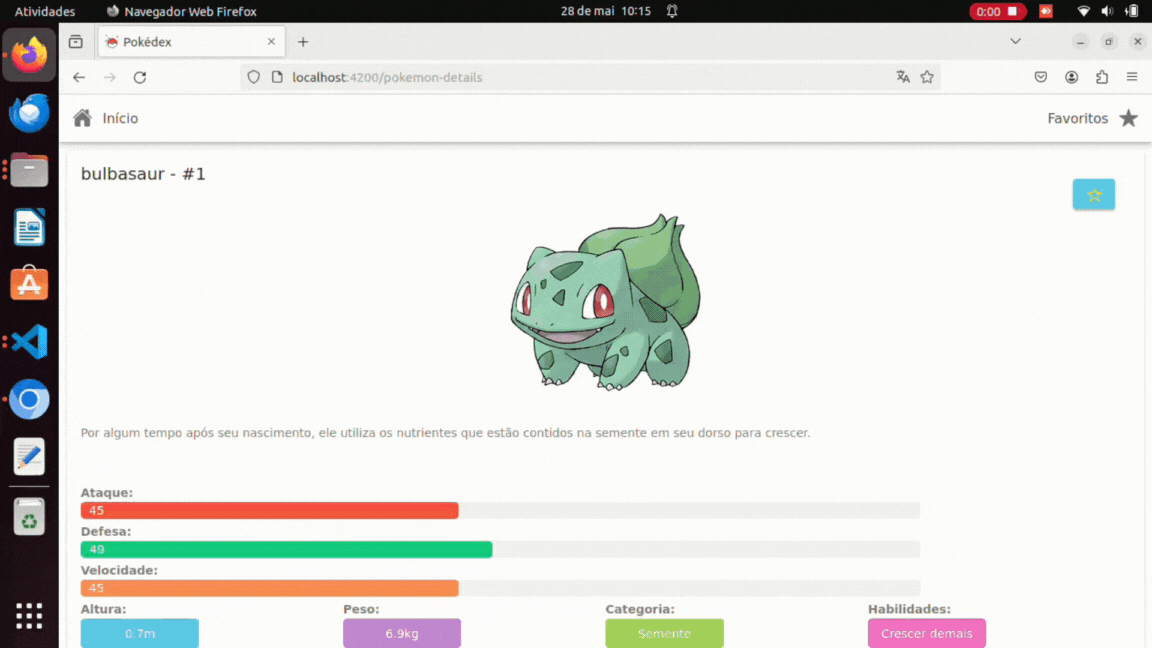 Atividades Navegador Web Firefox 28 de mai 10:15 0:00
Pokédex
localhost:4200/pokemon-details
Início Favoritos
bulbasaur - #1
Por algum tempo após seu nascimento, ele utiliza os nutrientes que estão contidos na semente em seu dorso para crescer.
Ataque:
45
Defesa:
49
Velocidade:
45
Altura: Peso: Categoria: Habilidades:
0.7m 6.9kg Semente Crescer demais